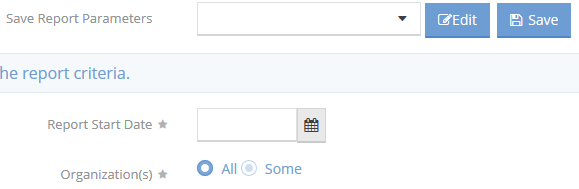 Save Report Parameters Edit Save
he report criteria.
Report Start Date
Organization(s) All Some